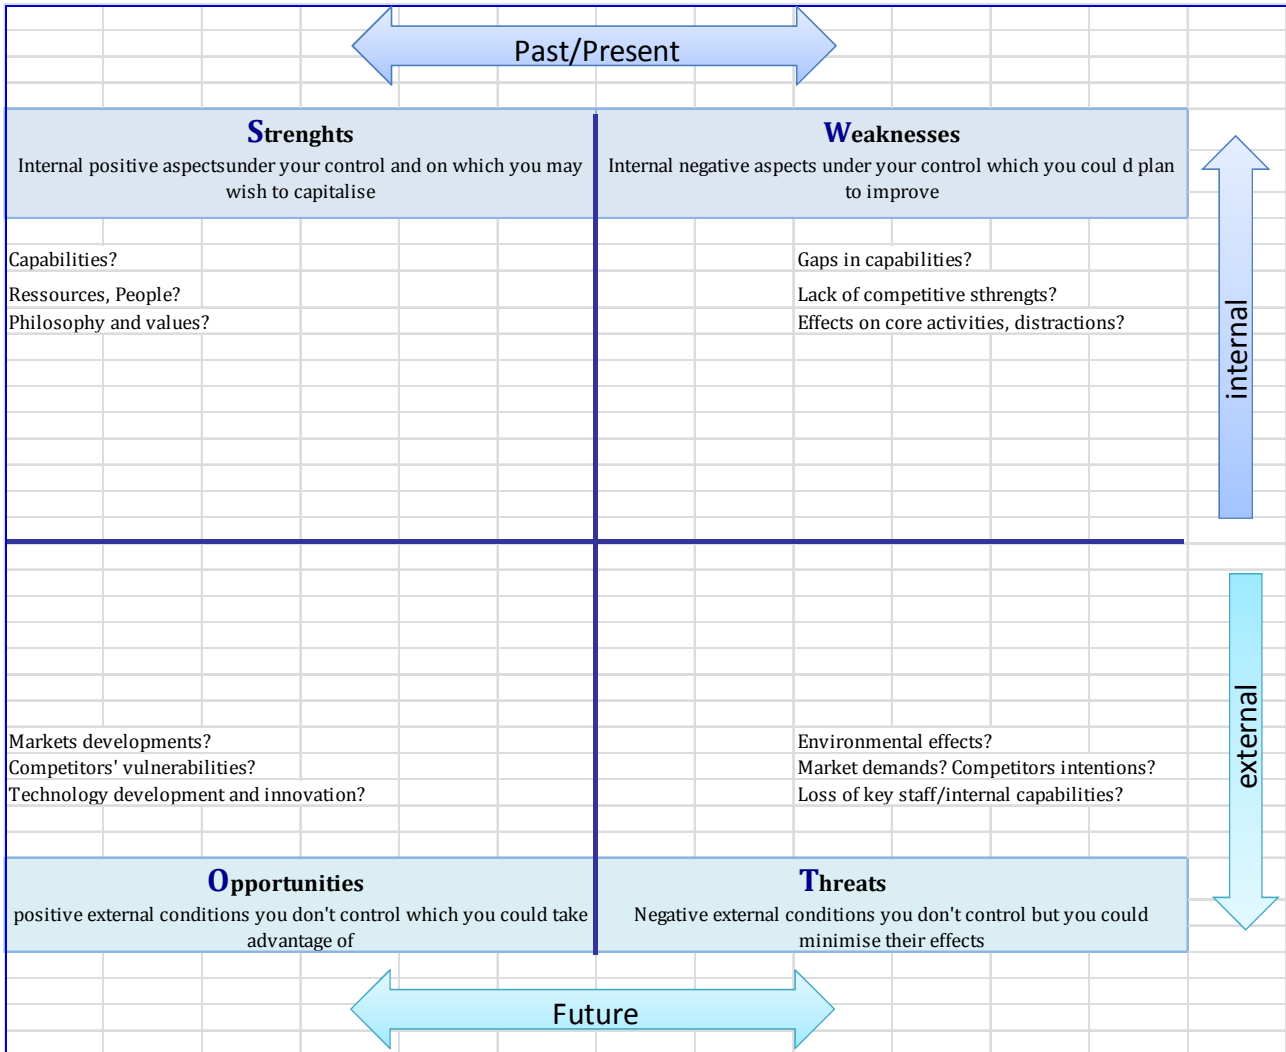 Past/Present
Strenghts
Internal positive aspectsunder your control and on which you may
wish to capitalise
Weaknesses
Internal negative aspects under your control which you coul d plan
to improve
Capabilities?
Ressources, People?
Philosophy and values?
Gaps in capabilities?
Lack of competitive sthrengts?
Effects on core activities, distractions?
internal
Markets developments?
Competitors' vulnerabilities?
Technology development and innovation?
Environmental effects?
Market demands? Competitors intentions?
Loss of key staff/internal capabilities?
external
Opportunities
positive external conditions you don't control which you could take
advantage of
Threats
Negative external conditions you don't control but you could
minimise their effects
Future